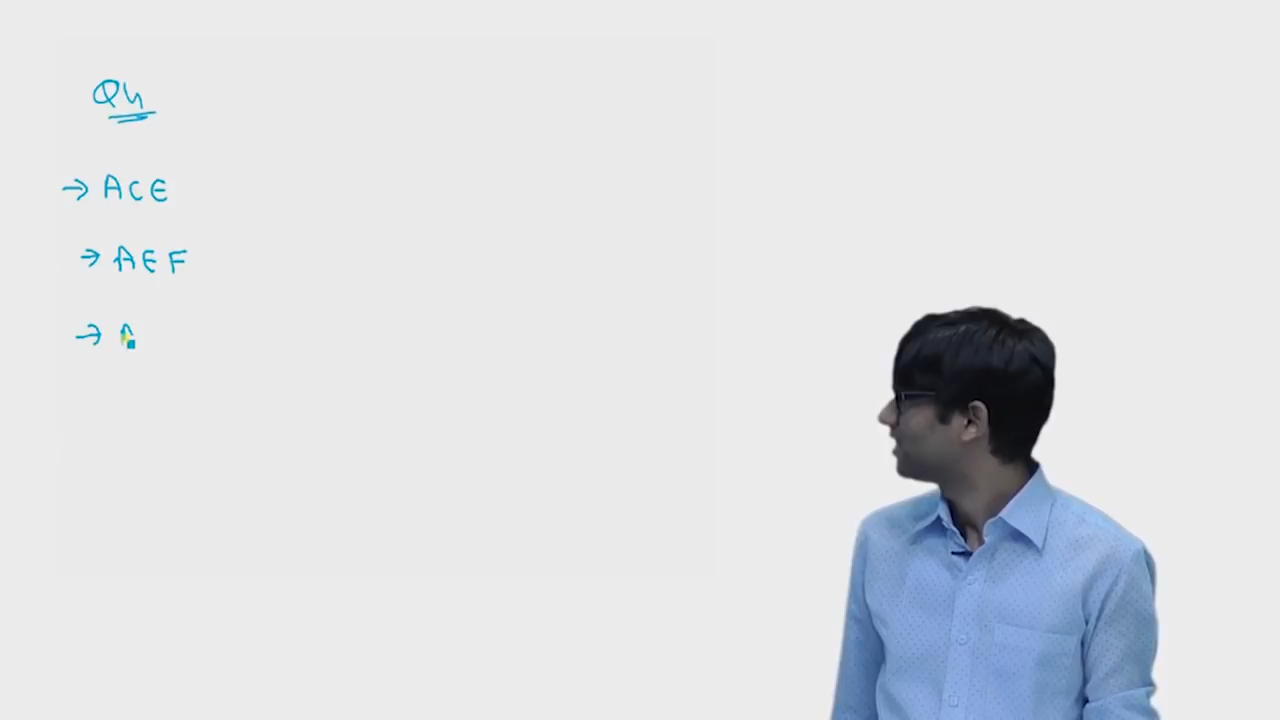 Q4
→ ACE
→ AEF
→ A